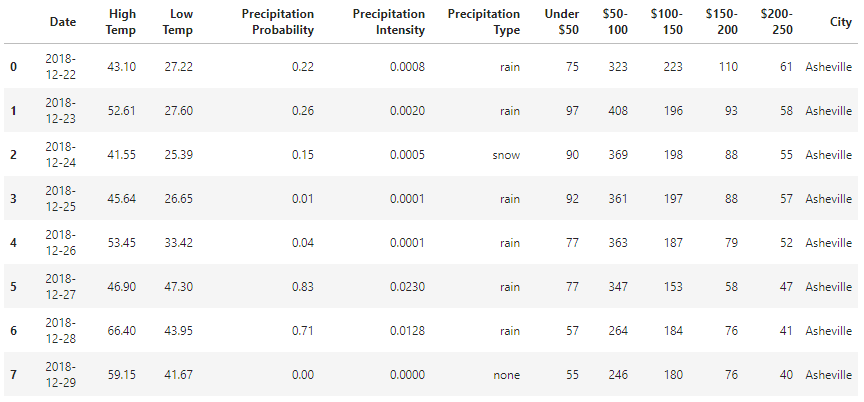 Date High Temp Low Temp Precipitation Probability Precipitation Intensity Precipitation Type Under $50 $50-100 $100-150 $150-200 $200-250 City
0 2018-12-22 43.10 27.22 0.22 0.0008 rain 75 323 223 110 61 Asheville
1 2018-12-23 52.61 27.60 0.26 0.0020 rain 97 408 196 93 58 Asheville
2 2018-12-24 41.55 25.39 0.15 0.0005 snow 90 369 198 88 55 Asheville
3 2018-12-25 45.64 26.65 0.01 0.0001 rain 92 361 197 88 57 Asheville
4 2018-12-26 53.45 33.42 0.04 0.0001 rain 77 363 187 79 52 Asheville
5 2018-12-27 46.90 47.30 0.83 0.0230 rain 77 347 153 58 47 Asheville
6 2018-12-28 66.40 43.95 0.71 0.0128 rain 57 264 184 76 41 Asheville
7 2018-12-29 59.15 41.67 0.00 0.0000 none 55 246 180 76 40 Asheville